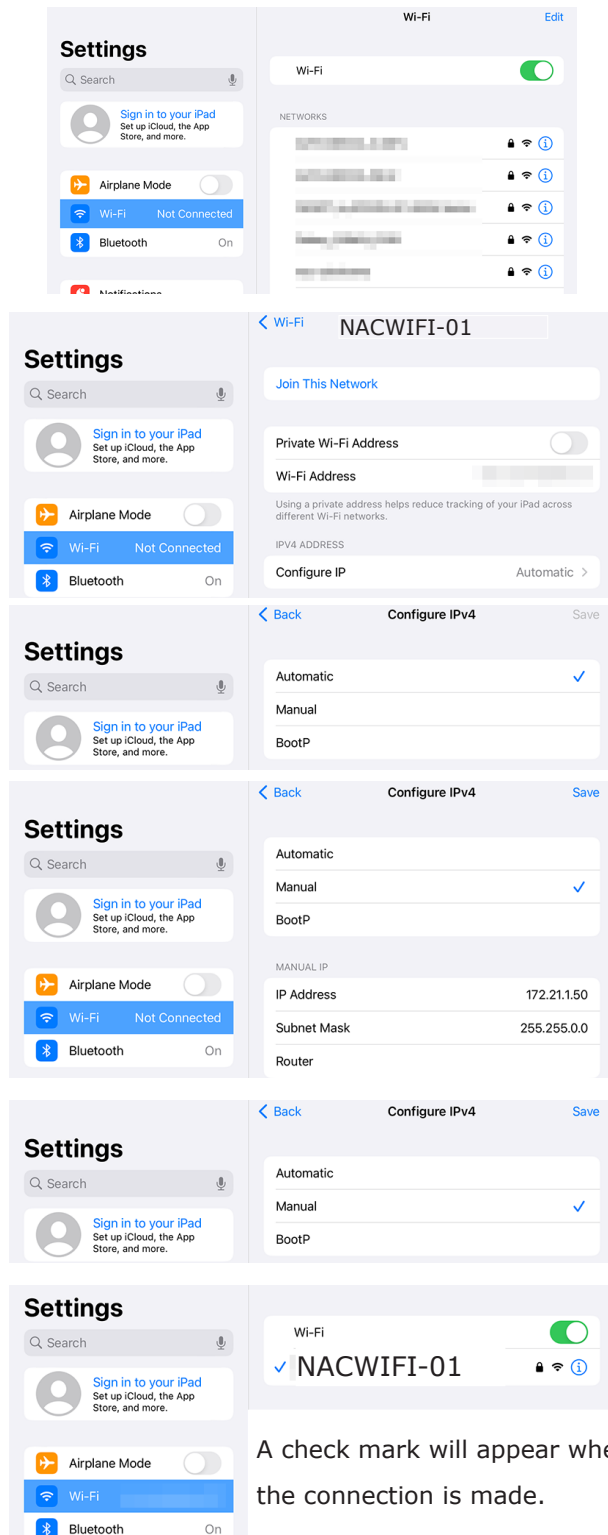 Wi-Fi
Edit
Settings
Search
Wi-Fi
Sign in to your iPad
Set up iCloud, the App
Store, and more.
NETWORKS
Airplane Mode
Wi-Fi Not Connected
Bluetooth On
Notifications
Wi-Fi NACWIFI-01
Settings
Search
Join This Network
Sign in to your iPad
Set up iCloud, the App
Store, and more.
Private Wi-Fi Address
Wi-Fi Address
Using a private address helps reduce tracking of your iPad across
different Wi-Fi networks.
Airplane Mode
Wi-Fi Not Connected
Bluetooth On
IPV4 ADDRESS
Configure IP Automatic
Back Configure IPv4 Save
Settings
Search
Sign in to your iPad
Set up iCloud, the App
Store, and more.
Automatic
Manual
BootP
Back Configure IPv4 Save
Settings
Search
Sign in to your iPad
Set up iCloud, the App
Store, and more.
Airplane Mode
Wi-Fi Not Connected
Bluetooth On
Automatic
Manual
BootP
MANUAL IP
IP Address 172.21.1.50
Subnet Mask 255.255.0.0
Router
Back Configure IPv4 Save
Settings
Search
Sign in to your iPad
Set up iCloud, the App
Store, and more.
Automatic
Manual
BootP
Settings
Search
Sign in to your iPad
Set up iCloud, the App
Store, and more.
Airplane Mode
Wi-Fi
Bluetooth On
Wi-Fi
NACWIFI-01
A check mark will appear whe
the connection is made.